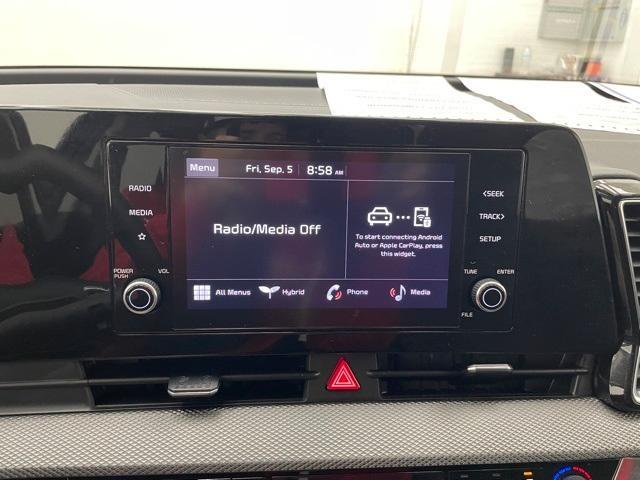 Menu
Fri, Sep. 5
8:58 AM
RADIO
MEDIA
POWER
PUSH
VOL
Radio/Media Off
To start connecting Android
Auto or Apple CarPlay, press
this widget.
All Menus
Hybrid
Phone
Media
<SEEK
TRACK>
SETUP
TUNE
ENTER
FILE